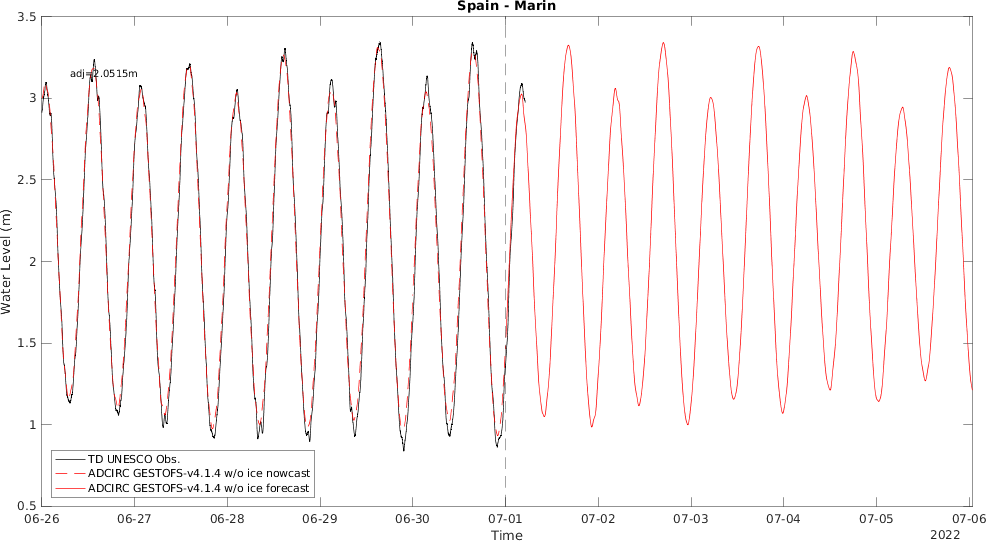 Spain - Marin
3.5
adj=2.0515m
3
2.5
Water Level (m)
2
1.5
1
TD UNESCO Obs.
ADCIRC GESTOFS-v4.1.4 w/o ice nowcast
ADCIRC GESTOFS-v4.1.4 w/o ice forecast
0.5
06-26 06-27 06-28 06-29 06-30 07-01 07-02 07-03 07-04 07-05 07-06
Time
2022